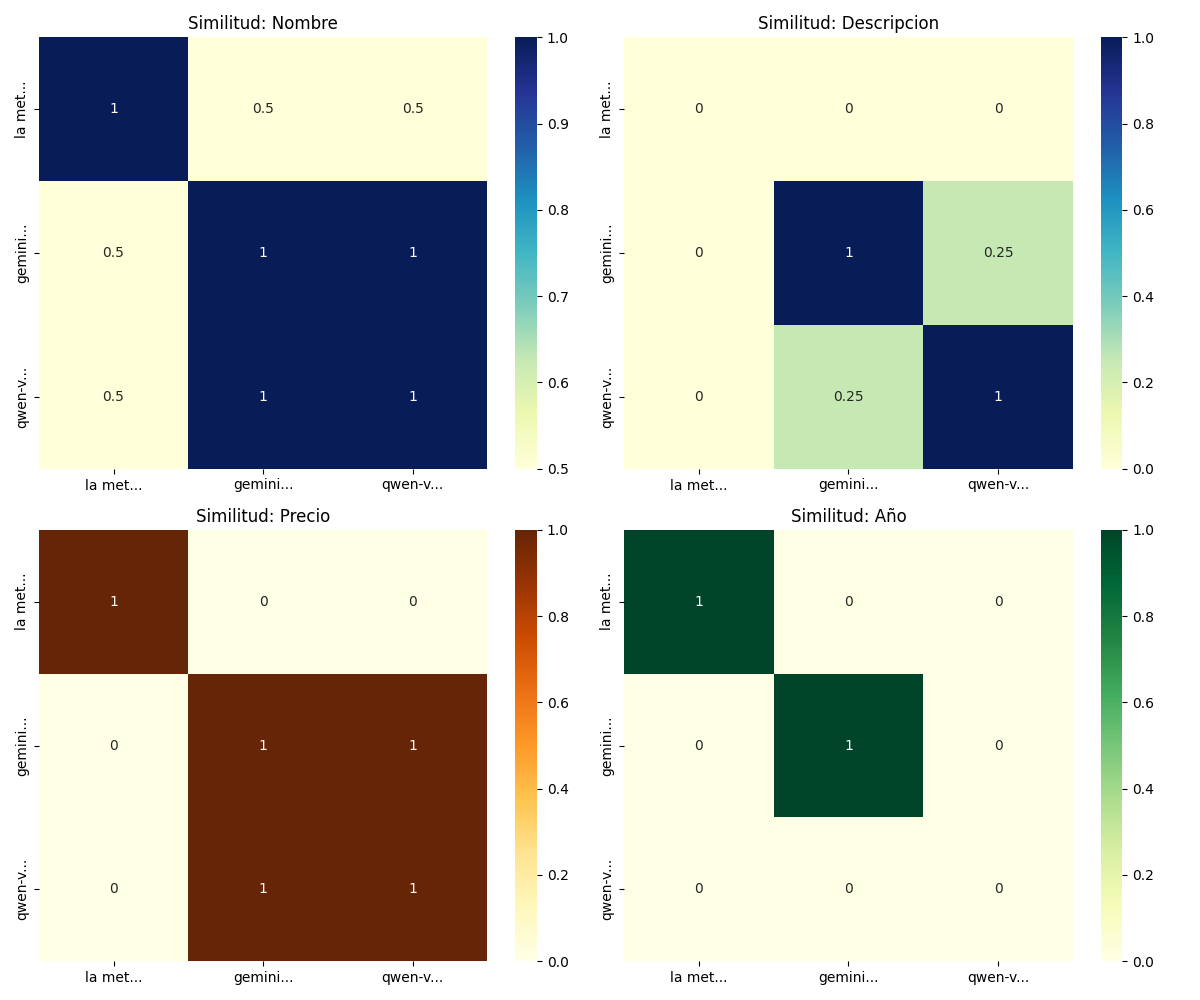 Similitud: Nombre
la met...
gemini...
qwen-v...
1
0.5
0.5
0.5
1
1
0.5
1
1
la met...
gemini...
qwen-v...
1.0
0.9
0.8
0.7
0.6
0.5
Similitud: Descripcion
la met...
gemini...
qwen-v...
0
0
0
0
1
0.25
0
0.25
1
la met...
gemini...
qwen-v...
1.0
0.8
0.6
0.4
0.2
0.0
Similitud: Precio
la met...
gemini...
qwen-v...
1
0
0
0
1
1
0
1
1
la met...
gemini...
qwen-v...
1.0
0.8
0.6
0.4
0.2
0.0
Similitud: Año
la met...
gemini...
qwen-v...
1
0
0
0
1
0
0
0
0
la met...
gemini...
qwen-v...
1.0
0.8
0.6
0.4
0.2
0.0